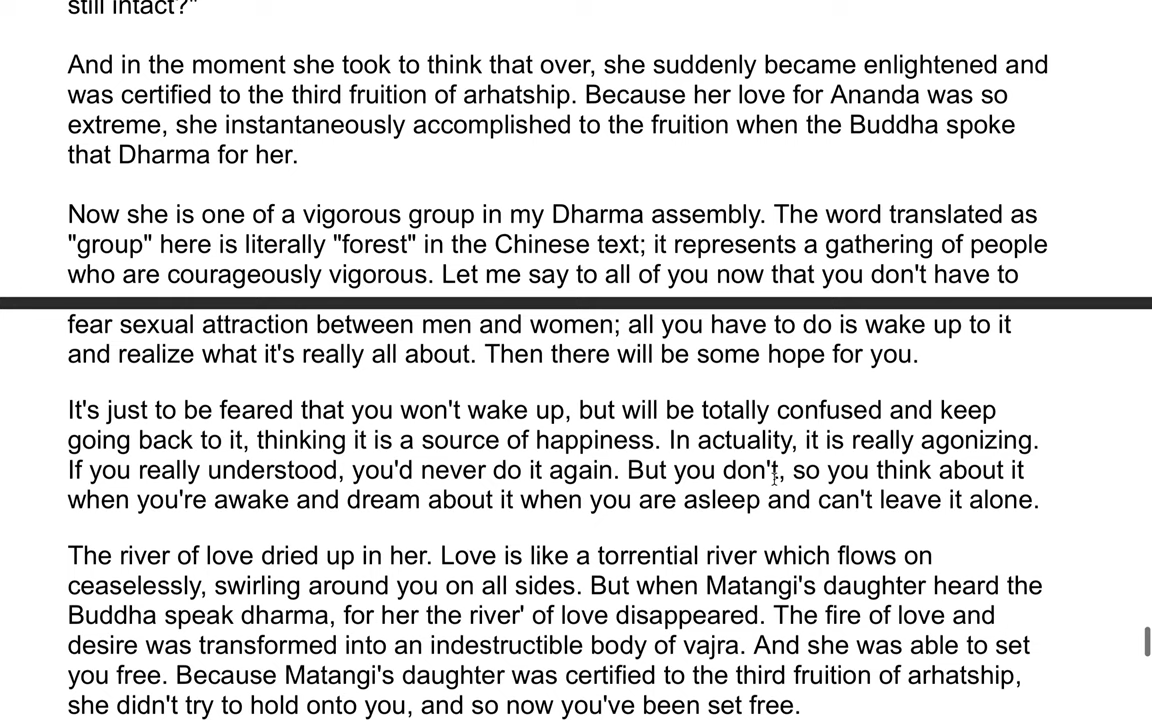 still intact?"
And in the moment she took to think that over, she suddenly became enlightened and
was certified to the third fruition of arhatship. Because her love for Ananda was so
extreme, she instantaneously accomplished to the fruition when the Buddha spoke
that Dharma for her.
Now she is one of a vigorous group in my Dharma assembly. The word translated as
"group" here is literally "forest" in the Chinese text; it represents a gathering of people
who are courageously vigorous. Let me say to all of you now that you don't have to
fear sexual attraction between men and women; all you have to do is wake up to it
and realize what it's really all about. Then there will be some hope for you.
It's just to be feared that you won't wake up, but will be totally confused and keep
going back to it, thinking it is a source of happiness. In actuality, it is really agonizing.
If you really understood, you'd never do it again. But you don't, so you think about it
when you're awake and dream about it when you are asleep and can't leave it alone.
The river of love dried up in her. Love is like a torrential river which flows on
ceaselessly, swirling around you on all sides. But when Matangi's daughter heard the
Buddha speak dharma, for her the river' of love disappeared. The fire of love and
desire was transformed into an indestructible body of vajra. And she was able to set
you free. Because Matangi's daughter was certified to the third fruition of arhatship,
she didn't try to hold onto you, and so now you've been set free.